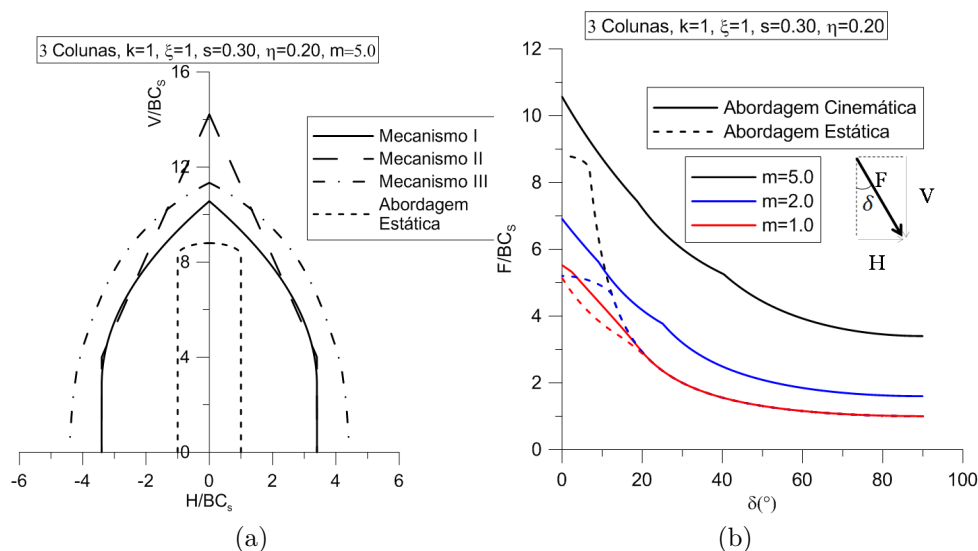 3 Colunas, k=1, ξ=1, s=0.30, η=0.20, m=5.0
16
12
8
4
0
V/BCs
-6 -4 -2 0 2 4 6
H/BCs
Mecanismo I
Mecanismo II
Mecanismo III
Abordagem
Estática
(a)
3 Colunas, k=1, ξ=1, s=0.30, η=0.20
12
10
8
6
4
2
0
F/BCs
0 20 40 60 80 100
δ(°)
Abordagem Cinemática
Abordagem Estática
m=5.0
m=2.0
m=1.0
F
δ
V
H
(b)